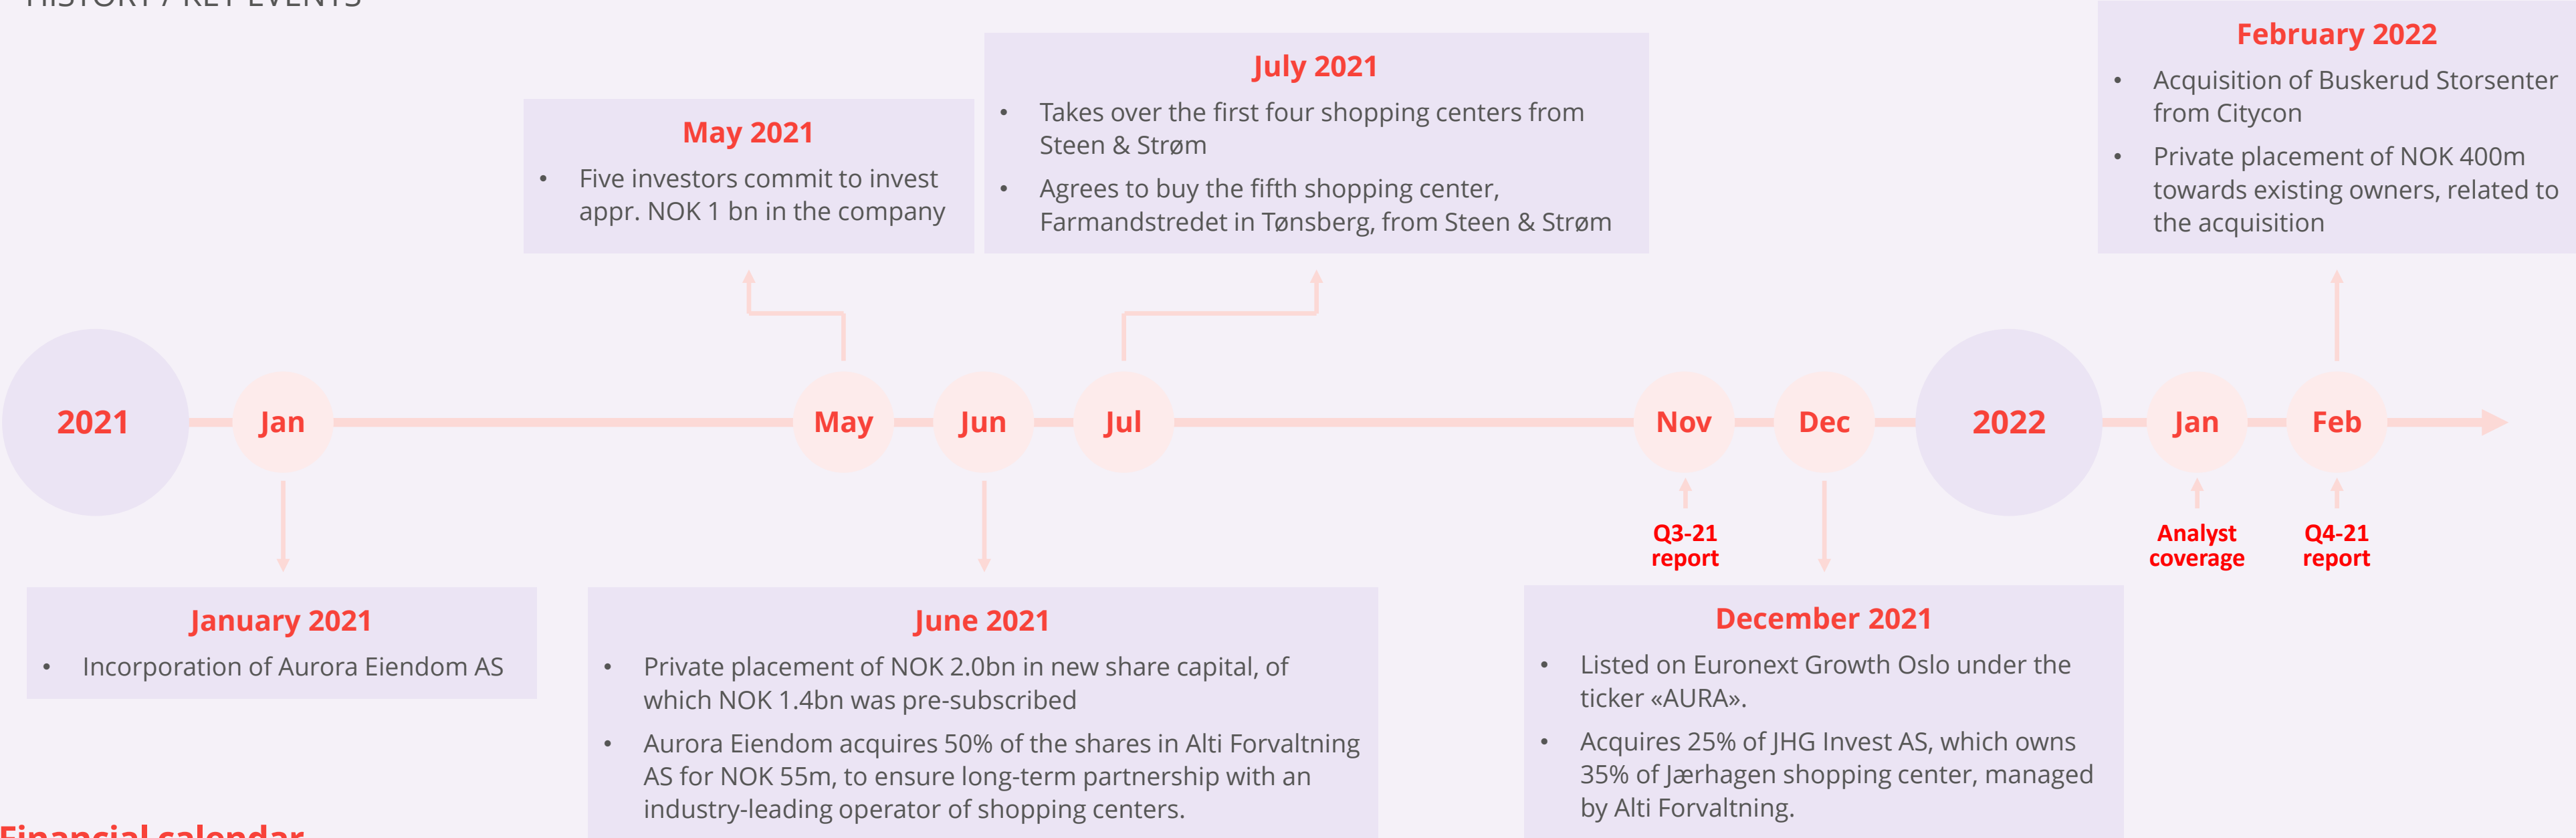 HISTORY / KEY EVENTS
February 2022
• Acquisition of Buskerud Storsenter
from Citycon
• Private placement of NOK 400m
towards existing owners, related to
the acquisition
July 2021
• Takes over the first four shopping centers from
Steen & Strøm
• Agrees to buy the fifth shopping center,
Farmandstredet in Tønsberg, from Steen & Strøm
May 2021
• Five investors commit to invest
appr. NOK 1 bn in the company
2021
Jan
May
Jun
Jul
Nov
Dec
2022
Jan
Feb
Q3-21
report
Analyst
coverage
Q4-21
report
January 2021
• Incorporation of Aurora Eiendom AS
June 2021
• Private placement of NOK 2.0bn in new share capital, of
which NOK 1.4bn was pre-subscribed
• Aurora Eiendom acquires 50% of the shares in Alti Forvaltning
AS for NOK 55m, to ensure long-term partnership with an
industry-leading operator of shopping centers.
December 2021
• Listed on Euronext Growth Oslo under the
ticker «AURA».
• Acquires 25% of JHG Invest AS, which owns
35% of Jærhagen shopping center, managed
by Alti Forvaltning.
Financial calendar